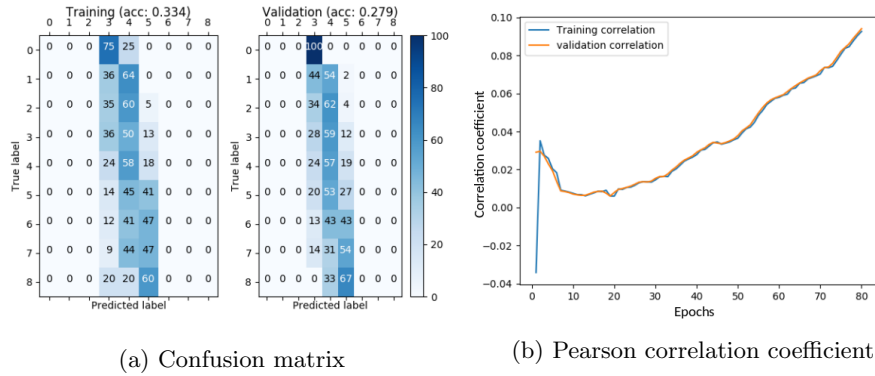 Training (acc: 0.334)
0 1 2 3 4 5 6 7 8
0 0 0 0 75 25 0 0 0 0
1 0 0 0 36 64 0 0 0 0
2 0 0 0 35 60 5 0 0 0
3 0 0 0 36 50 13 0 0 0
4 0 0 0 24 58 18 0 0 0
5 0 0 0 14 45 41 0 0 0
6 0 0 0 12 41 47 0 0 0
7 0 0 0 9 44 47 0 0 0
8 0 0 0 20 20 60 0 0 0
True label
Predicted label
Validation (acc: 0.279)
0 1 2 3 4 5 6 7 8
0 0 0 0 100 0 0 0 0 0
1 0 0 0 44 54 2 0 0 0
2 0 0 0 34 62 4 0 0 0
3 0 0 0 28 59 12 0 0 0
4 0 0 0 24 57 19 0 0 0
5 0 0 0 20 53 27 0 0 0
6 0 0 0 13 43 43 0 0 0
7 0 0 0 14 31 54 0 0 0
8 0 0 0 0 33 67 0 0 0
True label
Predicted label
100
80
60
40
20
0
(a) Confusion matrix
Training correlation
validation correlation
0.10
0.08
0.06
0.04
0.02
0.00
−0.02
−0.04
Correlation coefficient
0 10 20 30 40 50 60 70 80
Epochs
(b) Pearson correlation coefficient